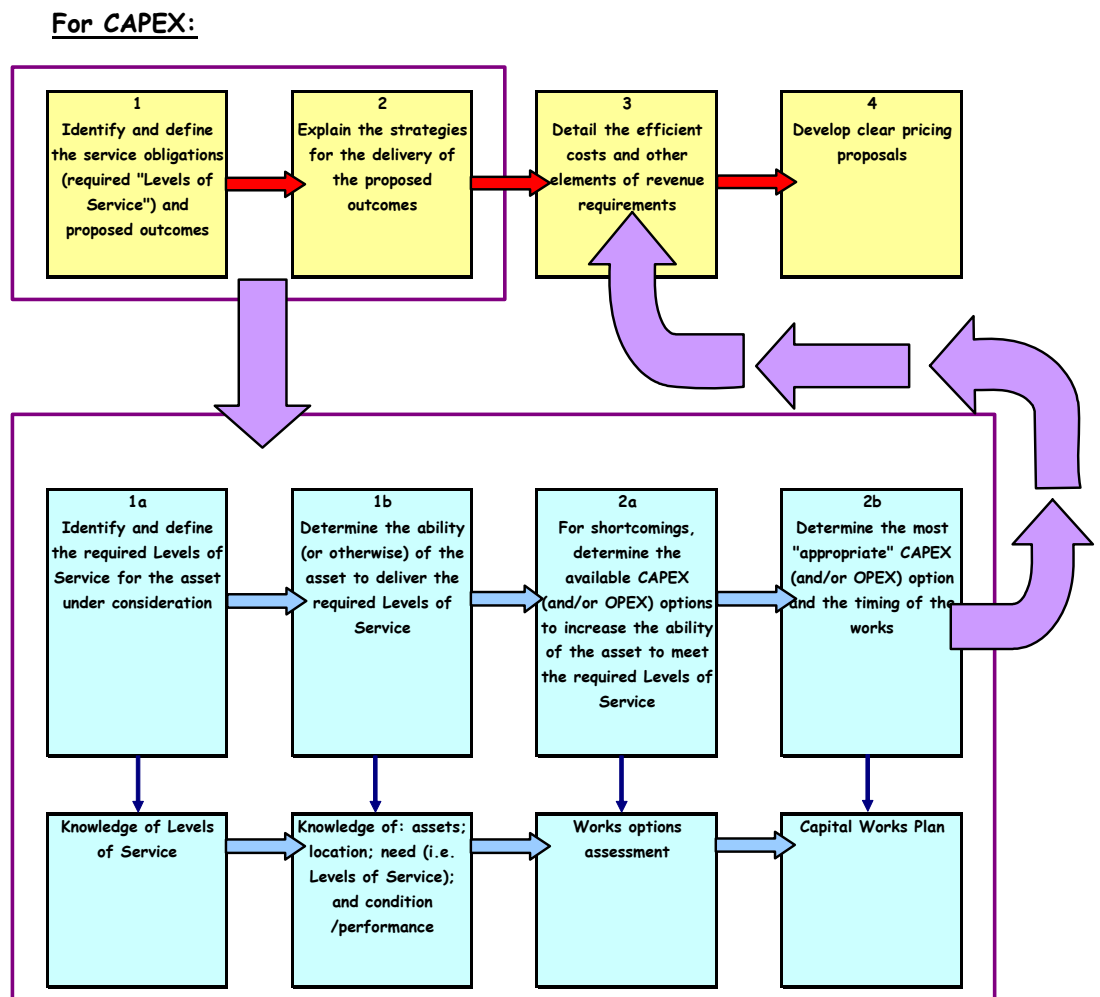 For CAPEX:
1
Identify and define
the service obligations
(required "Levels of
Service") and
proposed outcomes
2
Explain the strategies
for the delivery of
the proposed
outcomes
3
Detail the efficient
costs and other
elements of revenue
requirements
4
Develop clear pricing
proposals
1a
Identify and define
the required Levels of
Service for the asset
under consideration
1b
Determine the ability
(or otherwise) of the
asset to deliver the
required Levels of
Service
2a
For shortcomings,
determine the
available CAPEX
(and/or OPEX) options
to increase the ability
of the asset to meet
the required Levels of
Service
2b
Determine the most
"appropriate" CAPEX
(and/or OPEX) option
and the timing of the
works
Knowledge of Levels
of Service
Knowledge of: assets;
location; need (i.e.
Levels of Service);
and condition
/performance
Works options
assessment
Capital Works Plan